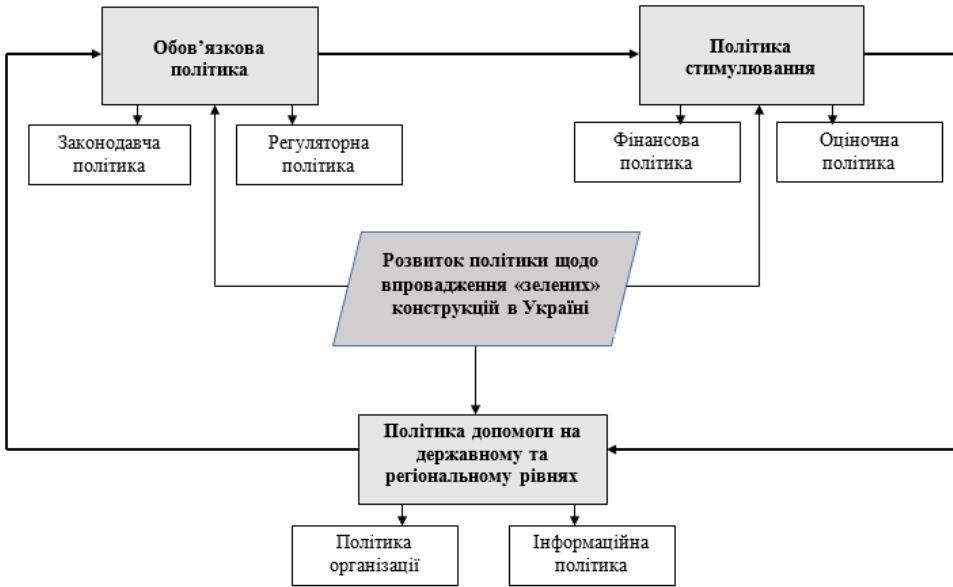 Обов’язкова
політика
Політика
стимулювання
Законодавча
політика
Регуляторна
політика
Фінансова
політика
Оціночна
політика
Розвиток політики щодо
впровадження «зелених»
конструкцій в Україні
Політика допомоги на
державному та
регіональному рівнях
Політика
організації
Інформаційна
політика